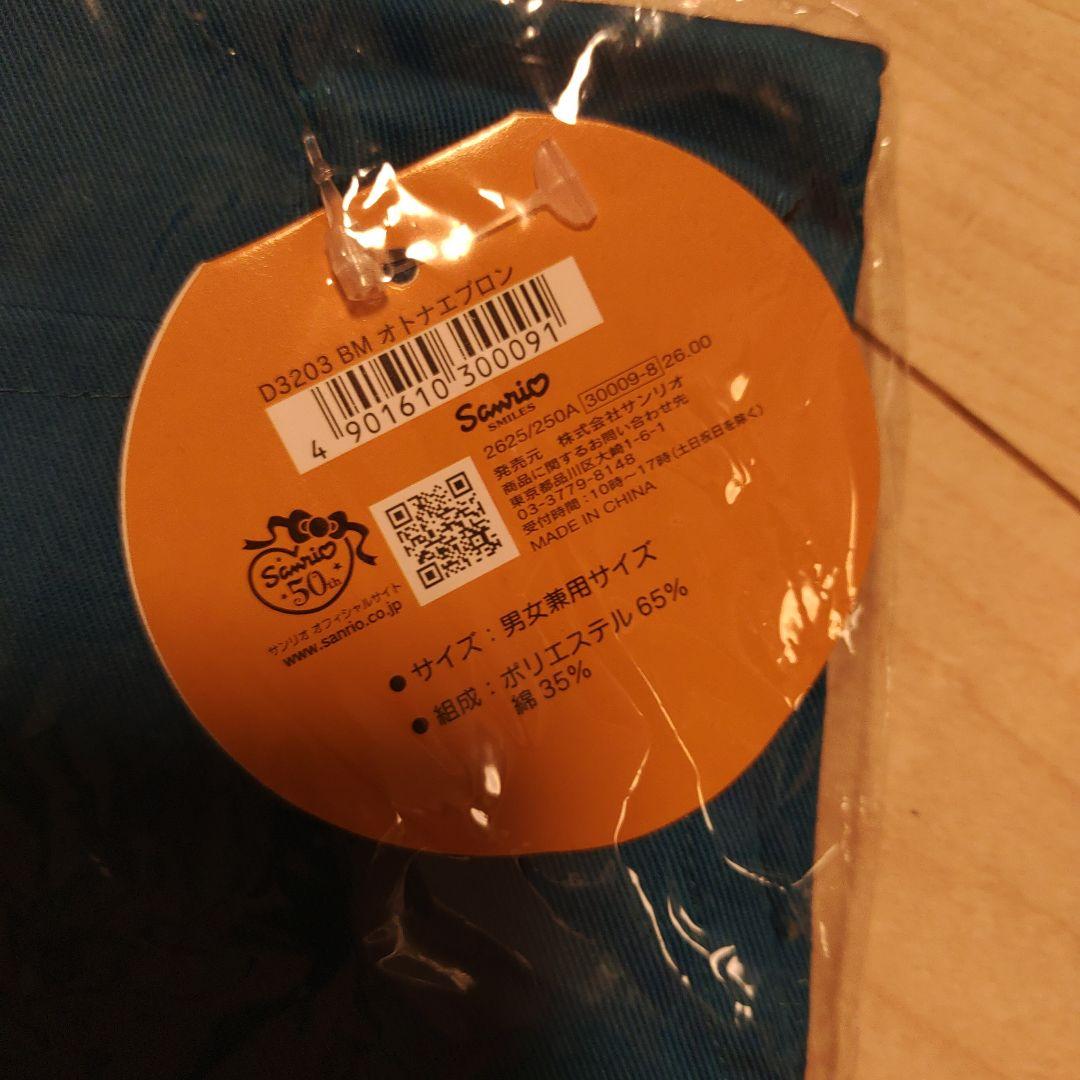 D3203 BM オトナエプロン
4 901610 300091
Sanrio
SMILES
2625/250A 30009-8 26.00
発売元 株式会社サンリオ
商品に関するお問い合わせ先
東京都品川区大崎1-6-1
03-3779-8148
受付時間:10時〜17時(土日祝日を除く)
MADE IN CHINA
Sanrio
50th
サンリオ オフィシャルサイト
www.sanrio.co.jp
●サイズ:男女兼用サイズ
●組成:ポリエステル 65%
綿 35%